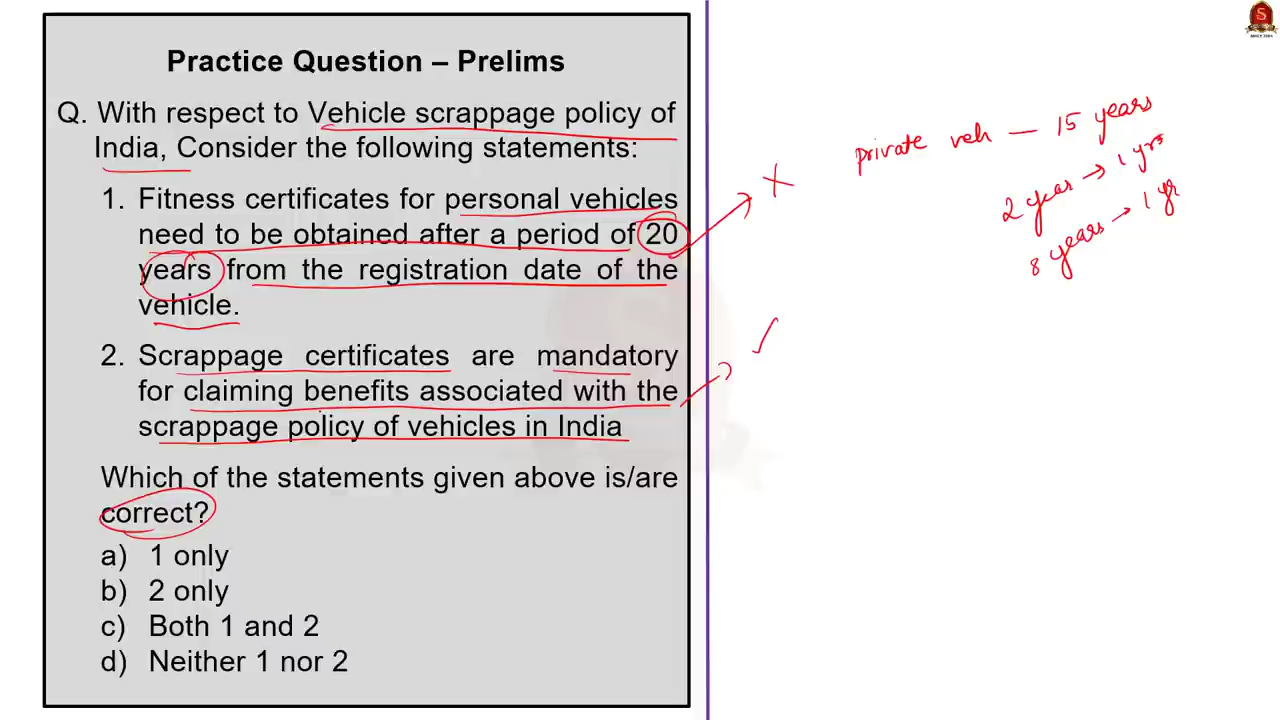 Practice Question – Prelims
Q. With respect to Vehicle scrappage policy of
India, Consider the following statements:
1. Fitness certificates for personal vehicles
need to be obtained after a period of 20
years from the registration date of the
vehicle.
2. Scrappage certificates are mandatory
for claiming benefits associated with the
scrappage policy of vehicles in India
Which of the statements given above is/are
correct?
a) 1 only
b) 2 only
c) Both 1 and 2
d) Neither 1 nor 2
private veh — 15 years
2 year → 1 yrs
8 years → 1 yr
S
SINCE 2004